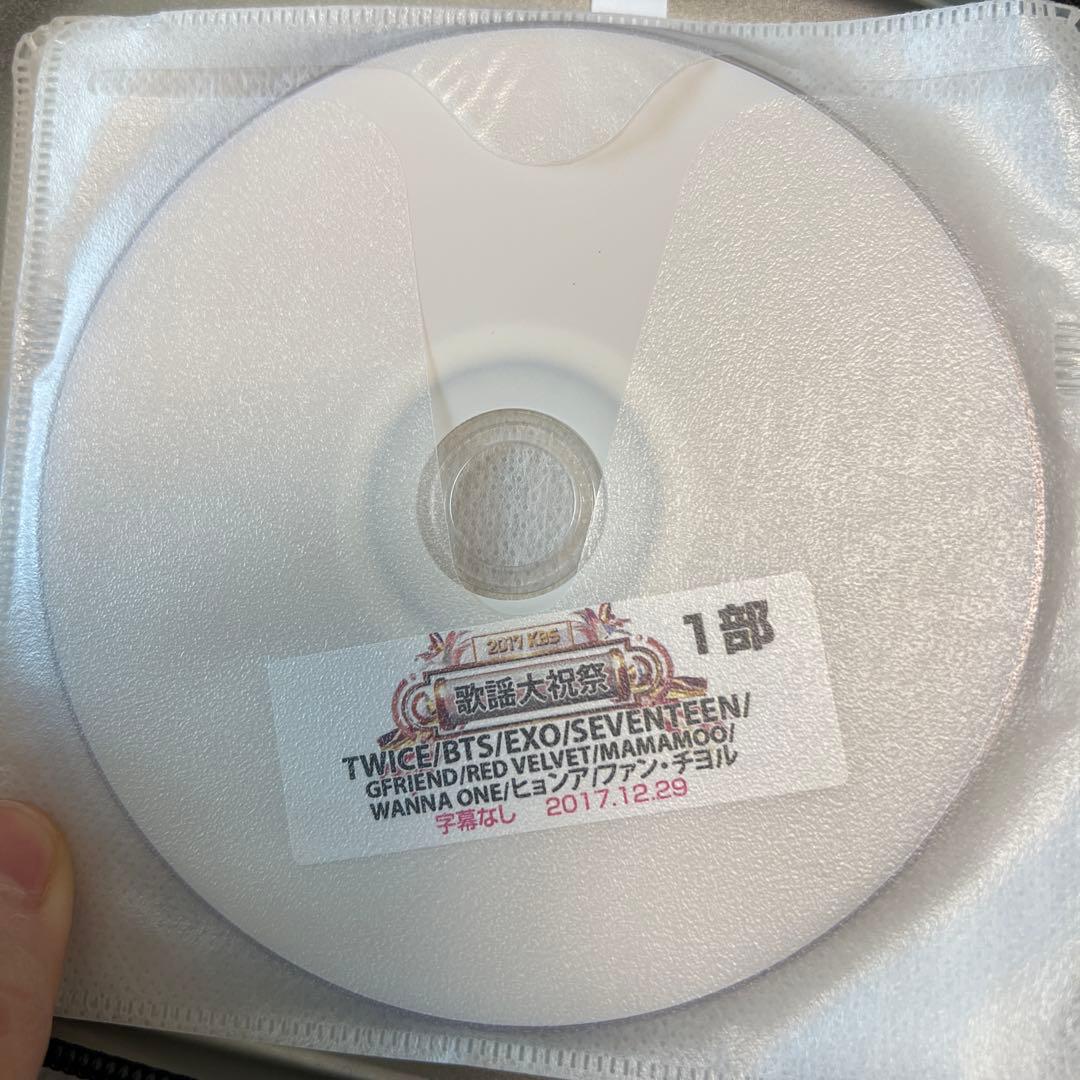 2017 KBS
歌謡大祝祭
1部
TWICE/BTS/EXO/SEVENTEEN/
GFRIEND/RED VELVET/MAMAMOO/
WANNA ONE/ヒョンア/ファン・チヨル
字幕なし 2017.12.29